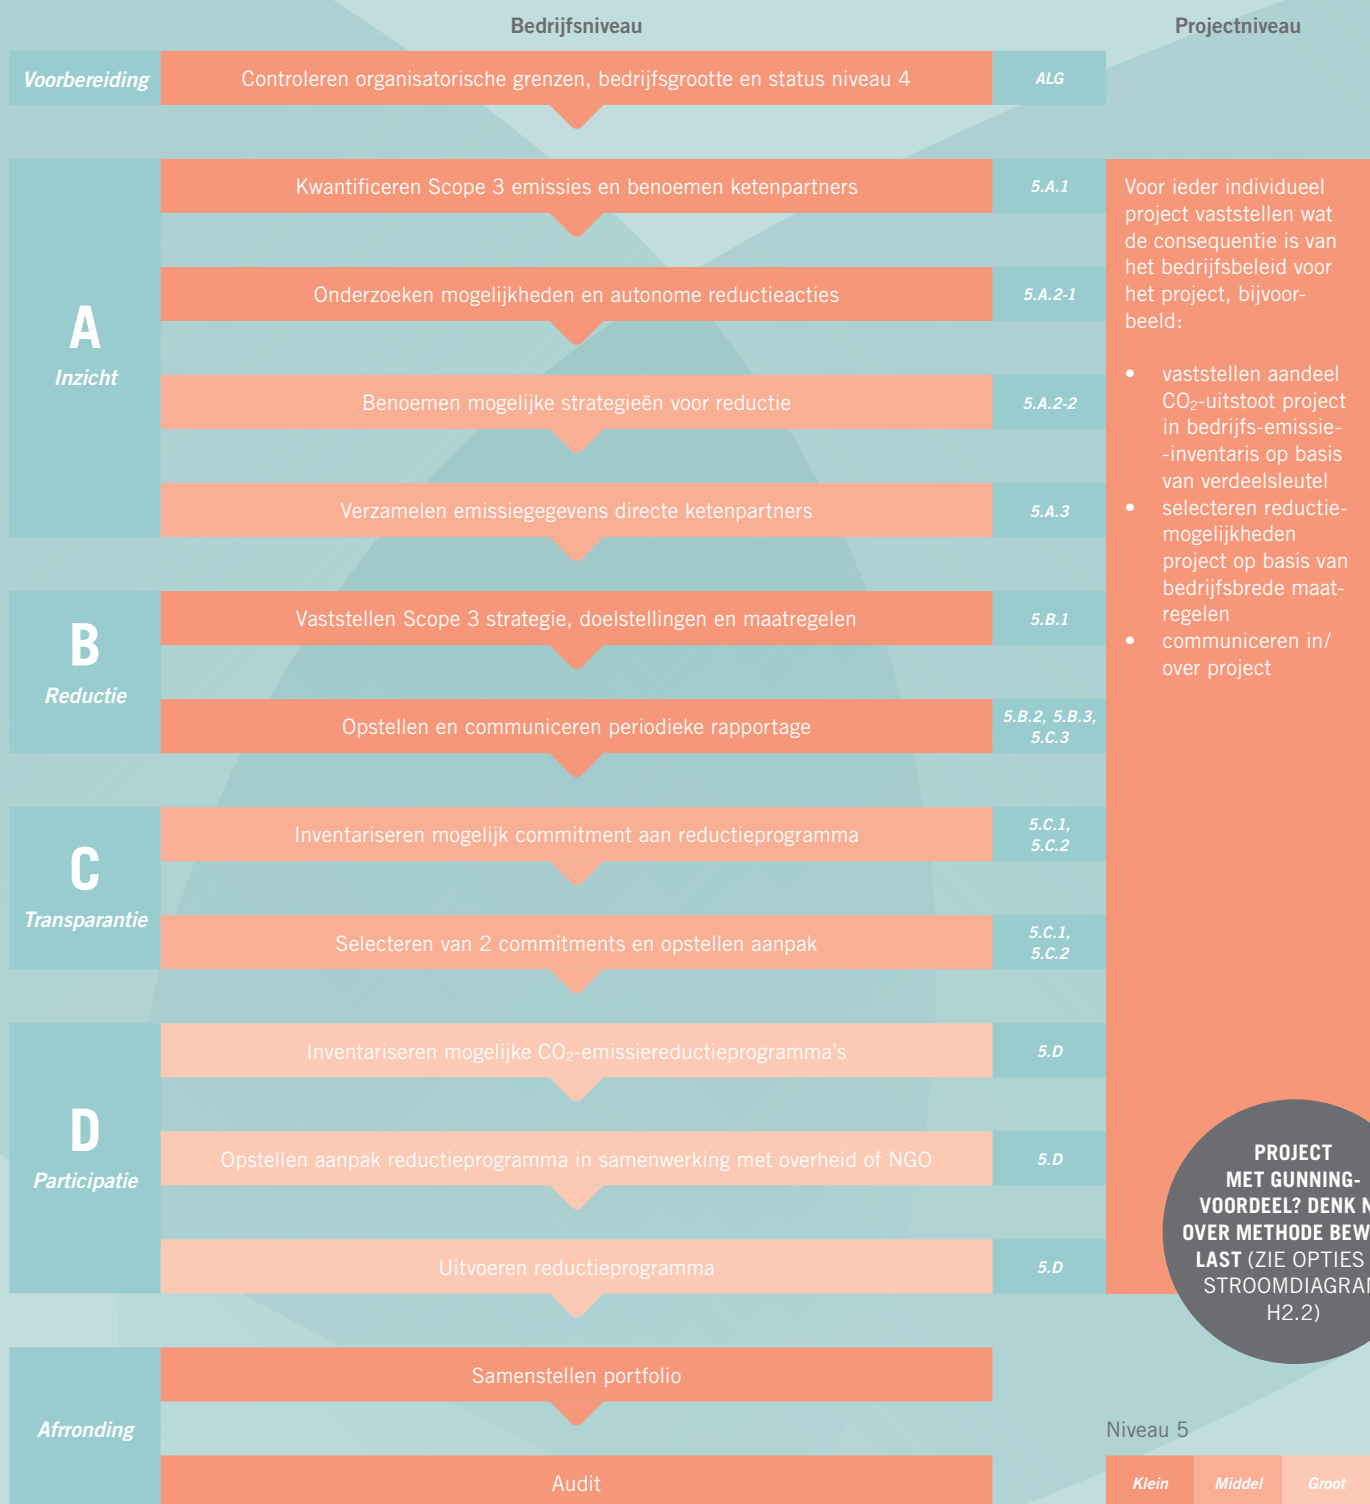 Bedrijfsniveau
Projectniveau
Voorbereiding
Controleren organisatorische grenzen, bedrijfsgrootte en status niveau 4
ALG
A
Inzicht
Kwantificeren Scope 3 emissies en benoemen ketenpartners
5.A.1
Onderzoeken mogelijkheden en autonome reductieacties
5.A.2-1
Benoemen mogelijke strategieën voor reductie
5.A.2-2
Verzamelen emissiegegevens directe ketenpartners
5.A.3
B
Reductie
Vaststellen Scope 3 strategie, doelstellingen en maatregelen
5.B.1
Opstellen en communiceren periodieke rapportage
5.B.2, 5.B.3,
5.C.3
C
Transparantie
Inventariseren mogelijk commitment aan reductieprogramma
5.C.1,
5.C.2
Selecteren van 2 commitments en opstellen aanpak
5.C.1,
5.C.2
D
Participatie
Inventariseren mogelijke CO₂-emissiereductieprogramma's
5.D
Opstellen aanpak reductieprogramma in samenwerking met overheid of NGO
5.D
Uitvoeren reductieprogramma
5.D
Afrronding
Samenstellen portfolio
Audit
Voor ieder individueel
project vaststellen wat
de consequentie is van
het bedrijfsbeleid voor
het project, bijvoor-
beeld:
• vaststellen aandeel
CO₂-uitstoot project
in bedrijfs-emissie-
-inventaris op basis
van verdeelsleutel
• selecteren reductie-
mogelijkheden
project op basis van
bedrijfsbrede maat-
regelen
• communiceren in/
over project
PROJECT
MET GUNNING-
VOORDEEL? DENK
OVER METHODE
LAST (ZIE OPTIES
H2.2)
Niveau 5
Klein
Middel
Groot